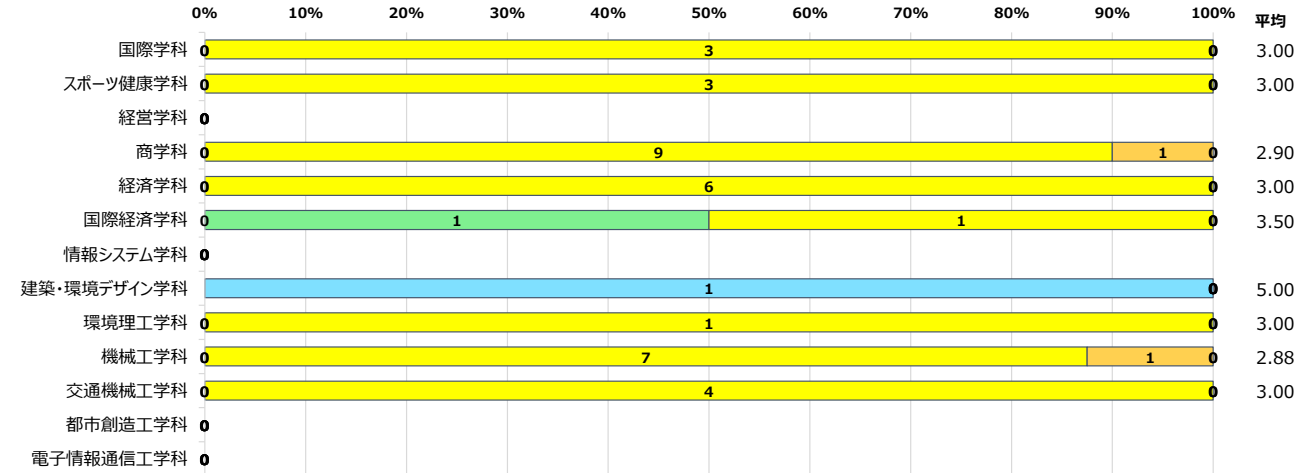 0% 10% 20% 30% 40% 50% 60% 70% 80% 90% 100% 平均
国際学科 0 3 0 3.00
スポーツ健康学科 0 3 0 3.00
経営学科 0
商学科 0 9 1 0 2.90
経済学科 0 6 0 3.00
国際経済学科 0 1 1 0 3.50
情報システム学科 0
建築・環境デザイン学科 1 0 5.00
環境理工学科 0 1 0 3.00
機械工学科 0 7 1 0 2.88
交通機械工学科 0 4 0 3.00
都市創造工学科 0
電子情報通信工学科 0